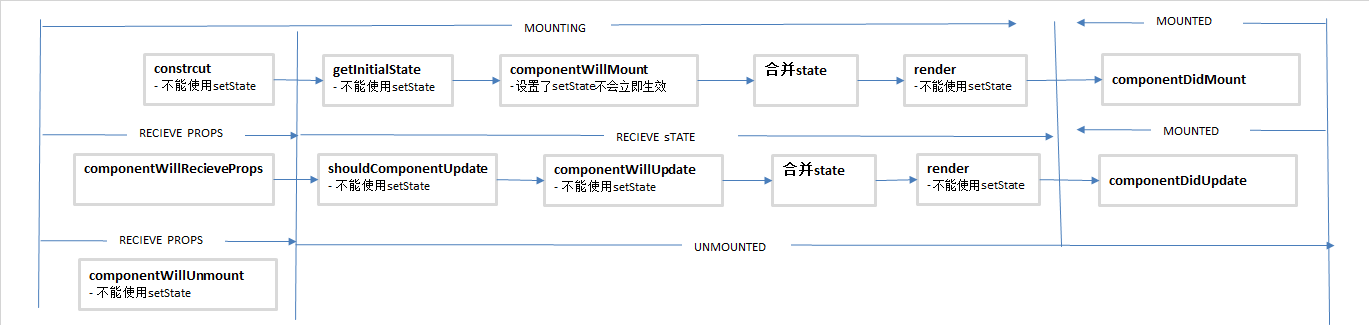 MOUNTING
MOUNTED
constrcut
- 不能使用setState
getInitialState
- 不能使用setState
componentWillMount
- 设置了setState不会立即生效
合并state
render
- 不能使用setState
componentDidMount
RECIEVE PROPS
RECIEVE sTATE
MOUNTED
componentWillRecieveProps
shouldComponentUpdate
- 不能使用setState
componentWillUpdate
- 不能使用setState
合并state
render
- 不能使用setState
componentDidUpdate
RECIEVE PROPS
UNMOUNTED
componentWillUnmount
- 不能使用setState